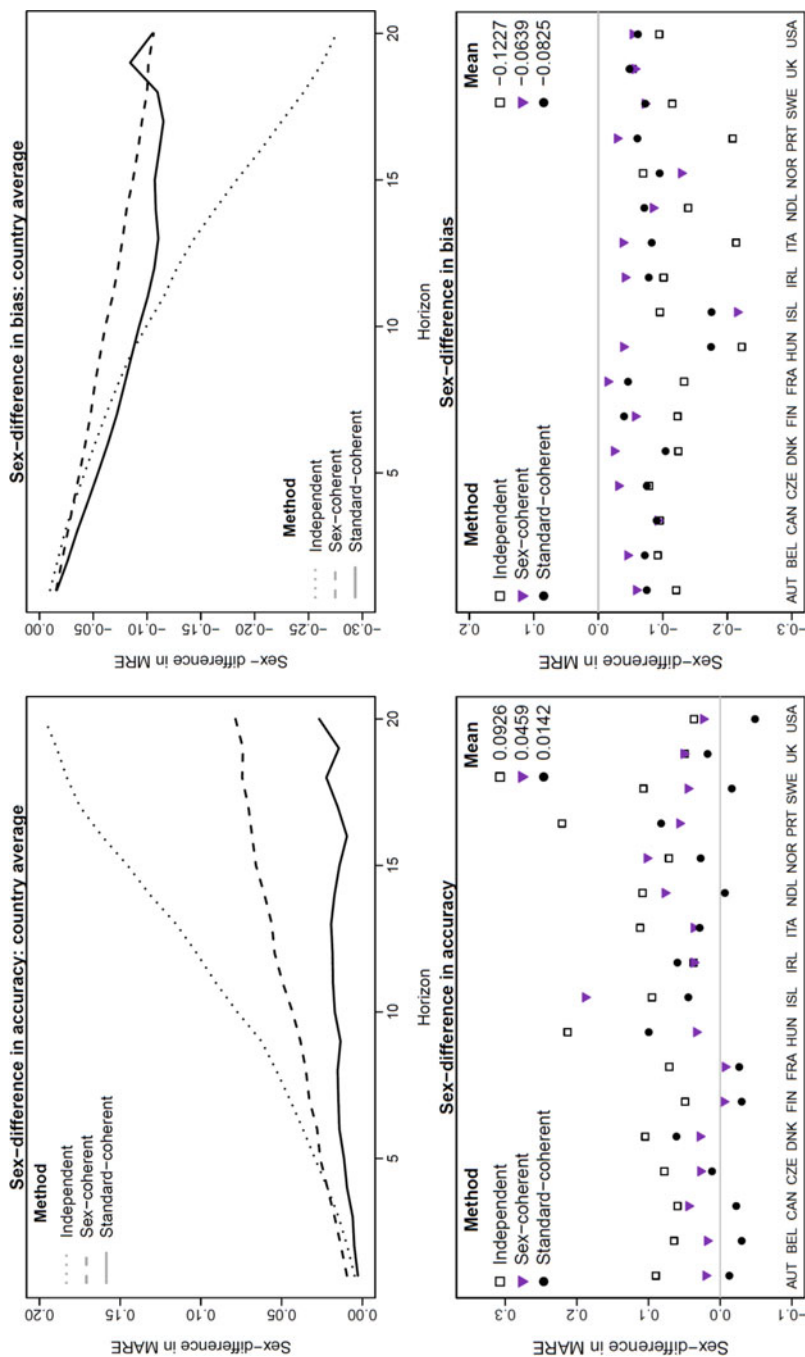 Sex−difference in accuracy: country average
Sex−difference in MARE
0.20
0.15
0.10
0.05
0.00
Method
Independent
Sex−coherent
Standard−coherent
5
10
15
20
Horizon
Sex−difference in bias: country average
Sex−difference in MRE
0.00
−0.05
−0.10
−0.15
−0.20
−0.25
−0.30
Method
Independent
Sex−coherent
Standard−coherent
5
10
15
20
Horizon
Sex−difference in accuracy
Sex−difference in MARE
0.3
0.2
0.1
0.0
−0.1
Method
Independent
Sex−coherent
Standard−coherent
Mean
0.0926
0.0459
0.0142
AUT BEL CAN CZE DNK FIN FRA HUN ISL IRL ITA NDL NOR PRT SWE UK USA
Sex−difference in bias
Sex−difference in MRE
0.2
0.1
0.0
−0.1
−0.2
−0.3
Method
Independent
Sex−coherent
Standard−coherent
Mean
−0.1227
−0.0639
−0.0825
AUT BEL CAN CZE DNK FIN FRA HUN ISL IRL ITA NDL NOR PRT SWE UK USA